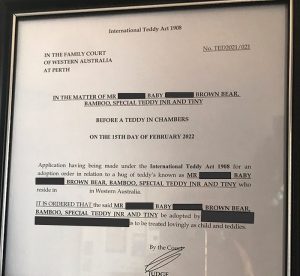 International Teddy Act 1908
IN THE FAMILY COURT No. TED2021/021
OF WESTERN AUSTRALIA
AT PERTH
IN THE MATTER OF MR BABY BROWN BEAR,
BAMBOO, SPECIAL TEDDY JNR AND TINY
BEFORE A TEDDY IN CHAMBERS
ON THE 15TH DAY OF FEBRUARY 2022
Application having being made under the International Teddy Act 1908 for an
adoption order in relation to a hug of teddy's known as MR BABY
BROWN BEAR, BAMBOO, SPECIAL TEDDY JNR AND TINY who
reside in in Western Australia.
IT IS ORDERED that the said MR BABY BROWN BEAR,
BAMBOO, SPECIAL TEDDY JNR AND TINY be adopted by
is to be treated lovingly as child and teddies.
By the Court
JUDGE